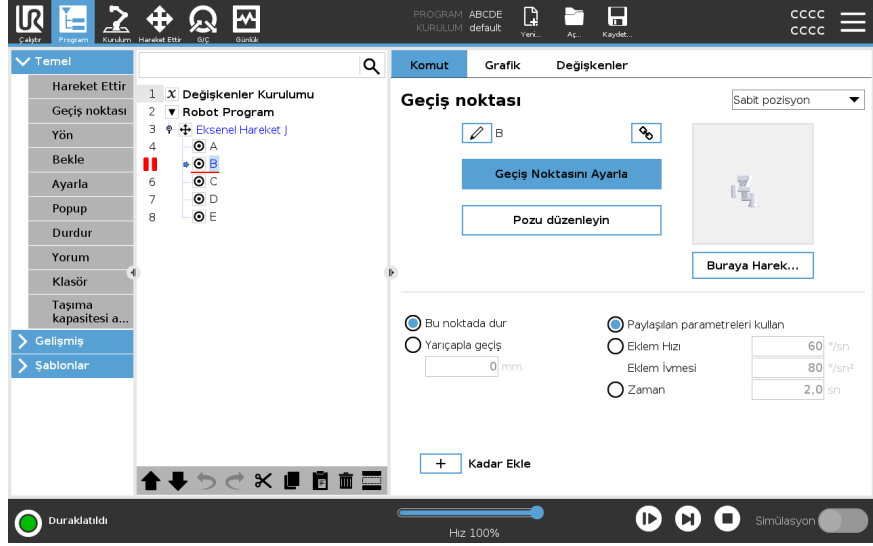 UR
PROGRAM ABCDE
KURULUM default
CCCC
CCCC
Çalıştır Program Kurulum Hareket Ettir G/Ç Günlük Yeni... Aç... Kaydet...
Temel
Hareket Ettir
Geçiş noktası
Yön
Bekle
Ayarla
Popup
Durdur
Yorum
Klasör
Taşıma
kapasitesi a...
Gelişmiş
Şablonlar
1 X Değişkenler Kurulumu
2 Robot Program
3 Eksenel Hareket J
4 A
B
6 C
7 D
8 E
Komut Grafik Değişkenler
Geçiş noktası
Sabit pozisyon
B
Geçiş Noktasını Ayarla
Pozu düzenleyin
Buraya Harek...
Bu noktada dur
Yarıçapla geçiş
0 mm
Paylaşılan parametreleri kullan
Eklem Hızı 60 °/sn
Eklem İvmesi 80 °/sn²
Zaman 2,0 sn
+ Kadar Ekle
Duraklatıldı
Hız 100%
Simülasyon